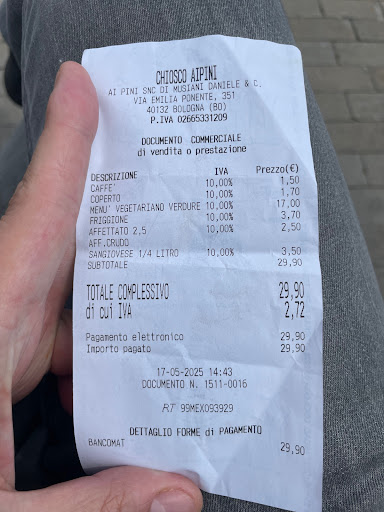 CHIOSCO AIPINI
AI PINI SNC DI MUSIANI DANIELE & C.
VIA EMILIA PONENTE, 351
40132 BOLOGNA (BO)
P.IVA 02665331209
DOCUMENTO COMMERCIALE
di vendita o prestazione
DESCRIZIONE IVA Prezzo(€)
CAFFE' 10,00% 1,50
COPERTO 10,00% 1,70
MENU' VEGETARIANO VERDURE 10,00% 17,00
FRIGGIONE 10,00% 3,70
AFFETTATO 2,5 10,00% 2,50
AFF.CRUDO
SANGIOVESE 1/4 LITRO 10,00% 3,50
SUBTOTALE 29,90
TOTALE COMPLESSIVO 29,90
di cui IVA 2,72
Pagamento elettronico 29,90
Importo pagato 29,90
17-05-2025 14:43
DOCUMENTO N. 1511-0016
RT 99MEX093929
DETTAGLIO FORME di PAGAMENTO
BANCOMAT 29,90